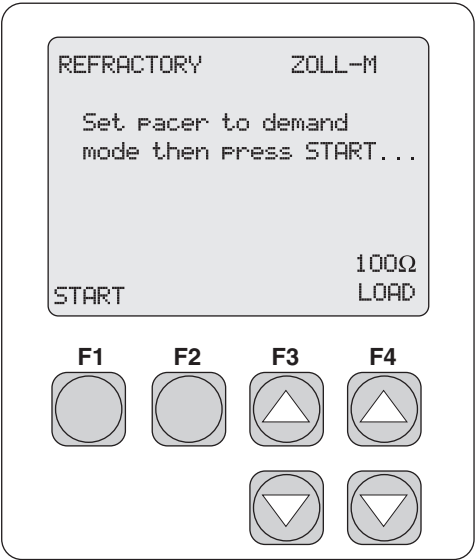 REFRACTORY ZOLL-M
Set pacer to demand
mode then press START...
100Ω
START LOAD
F1 F2 F3 F4